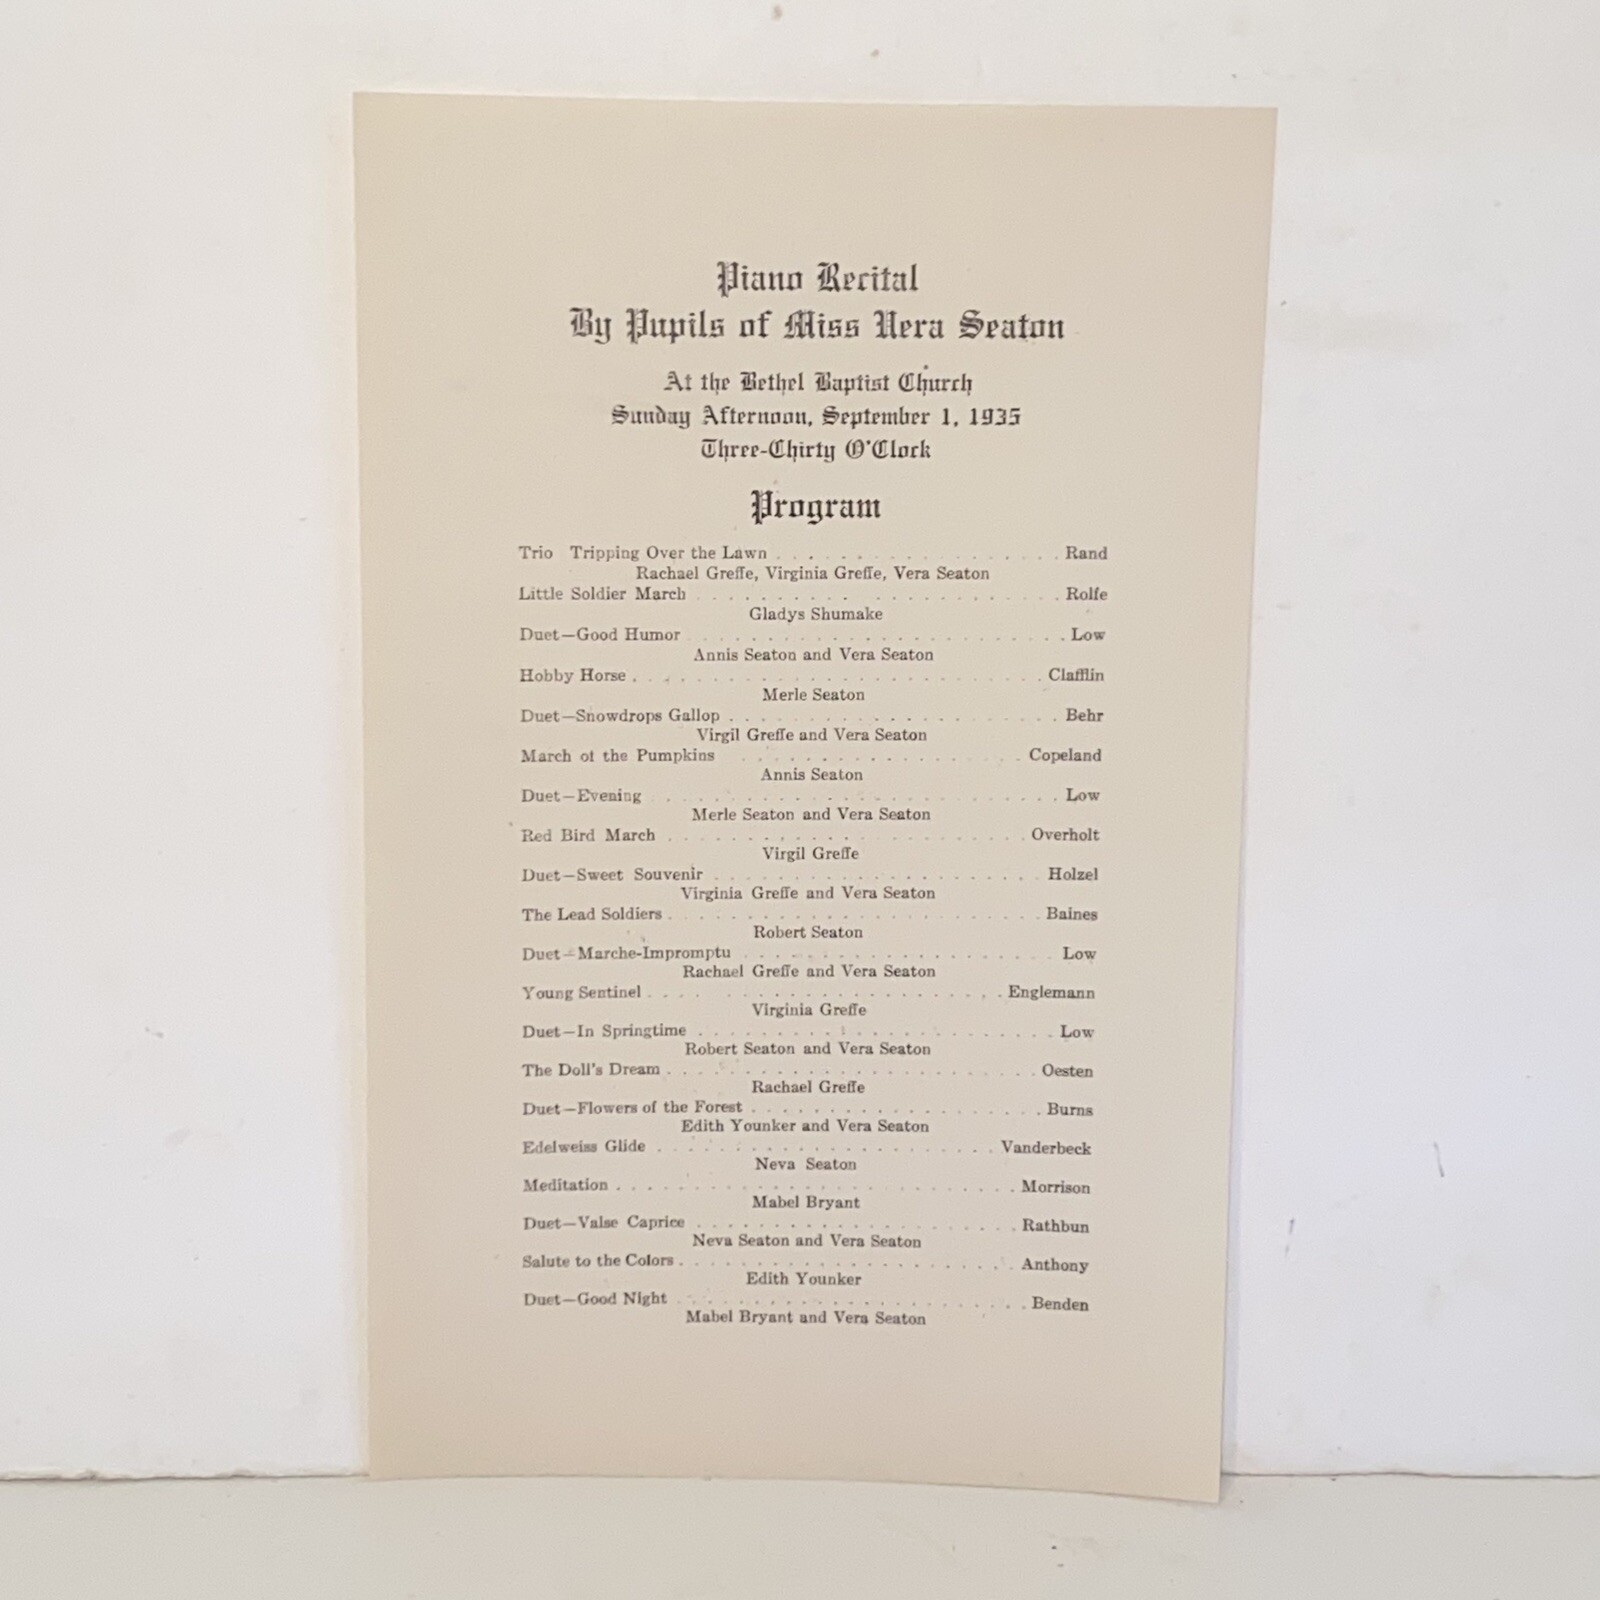 Piano Recital
By Pupils of Miss Vera Seaton
At the Bethel Baptist Church
Sunday Afternoon, September 1, 1935
Three-Thirty O'Clock
Program
Trio Tripping Over the Lawn . . . . . . . . . . . . . . . . . . Rand
Rachael Greffe, Virginia Greffe, Vera Seaton
Little Soldier March . . . . . . . . . . . . . . . . . . . . . . Rolfe
Gladys Shumake
Duet—Good Humor . . . . . . . . . . . . . . . . . . . . . . . . Low
Annis Seaton and Vera Seaton
Hobby Horse . . . . . . . . . . . . . . . . . . . . . . . . . . Clafflin
Merle Seaton
Duet—Snowdrops Gallop . . . . . . . . . . . . . . . . . . . . . Behr
Virgil Greffe and Vera Seaton
March ot the Pumpkins . . . . . . . . . . . . . . . . . . Copeland
Annis Seaton
Duet—Evening . . . . . . . . . . . . . . . . . . . . . . . . . Low
Merle Seaton and Vera Seaton
Red Bird March . . . . . . . . . . . . . . . . . . . . . . . Overholt
Virgil Greffe
Duet—Sweet Souvenir . . . . . . . . . . . . . . . . . . . . . Holzel
Virginia Greffe and Vera Seaton
The Lead Soldiers . . . . . . . . . . . . . . . . . . . . . . . Baines
Robert Seaton
Duet—Marche-Impromptu . . . . . . . . . . . . . . . . . . . . Low
Rachael Greffe and Vera Seaton
Young Sentinel . . . . . . . . . . . . . . . . . . . . . . Englemann
Virginia Greffe
Duet—In Springtime . . . . . . . . . . . . . . . . . . . . . . . Low
Robert Seaton and Vera Seaton
The Doll's Dream . . . . . . . . . . . . . . . . . . . . . . . Oesten
Rachael Greffe
Duet—Flowers of the Forest . . . . . . . . . . . . . . . . . . Burns
Edith Younker and Vera Seaton
Edelweiss Glide . . . . . . . . . . . . . . . . . . . . . Vanderbeck
Neva Seaton
Meditation . . . . . . . . . . . . . . . . . . . . . . . . . Morrison
Mabel Bryant
Duet—Valse Caprice . . . . . . . . . . . . . . . . . . . . Rathbun
Neva Seaton and Vera Seaton
Salute to the Colors . . . . . . . . . . . . . . . . . . . . . Anthony
Edith Younker
Duet—Good Night . . . . . . . . . . . . . . . . . . . . . . Benden
Mabel Bryant and Vera Seaton